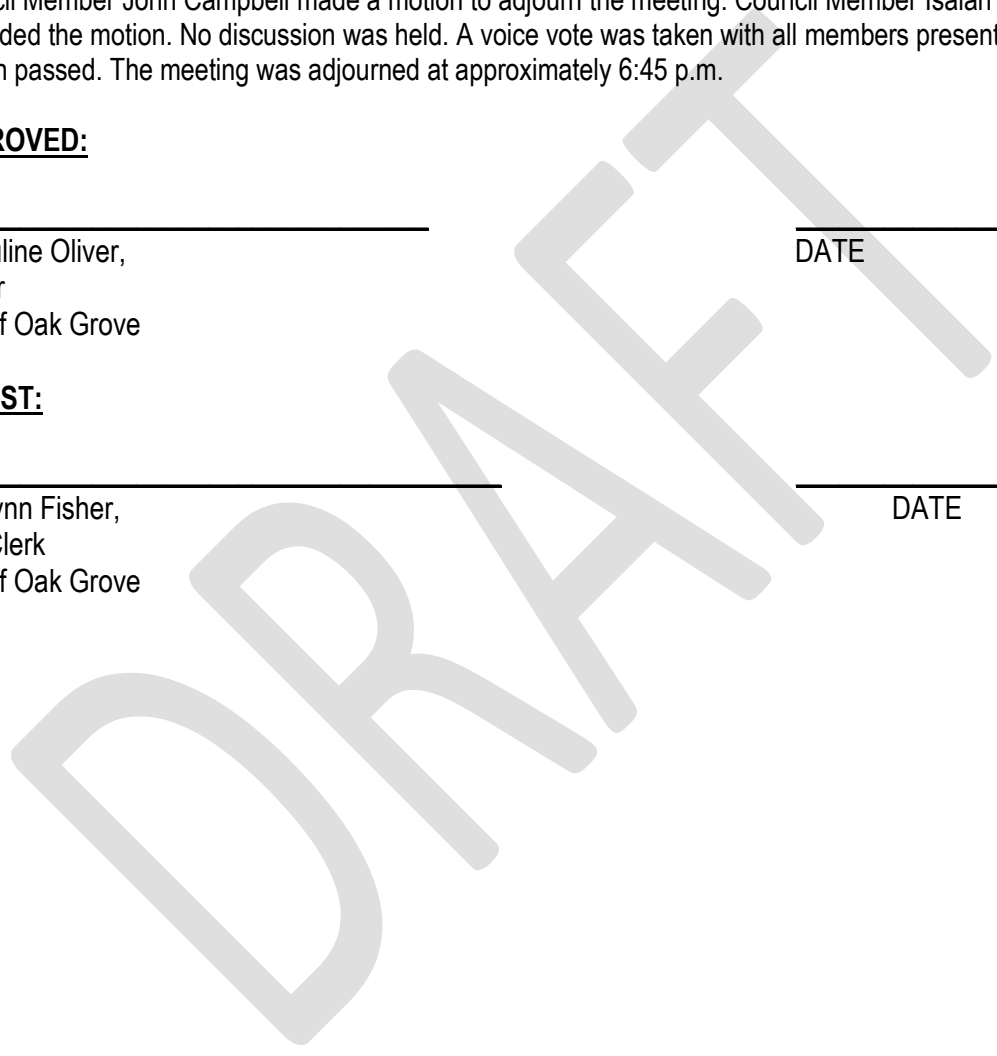 cil Member John Campbell made a motion to adjourn the meeting. Council Member Isaiah
ded the motion. No discussion was held. A voice vote was taken with all members present
n passed. The meeting was adjourned at approximately 6:45 p.m.
ROVED:
line Oliver,
DATE
r
f Oak Grove
ST:
nn Fisher,
DATE
Clerk
f Oak Grove
DRAFT